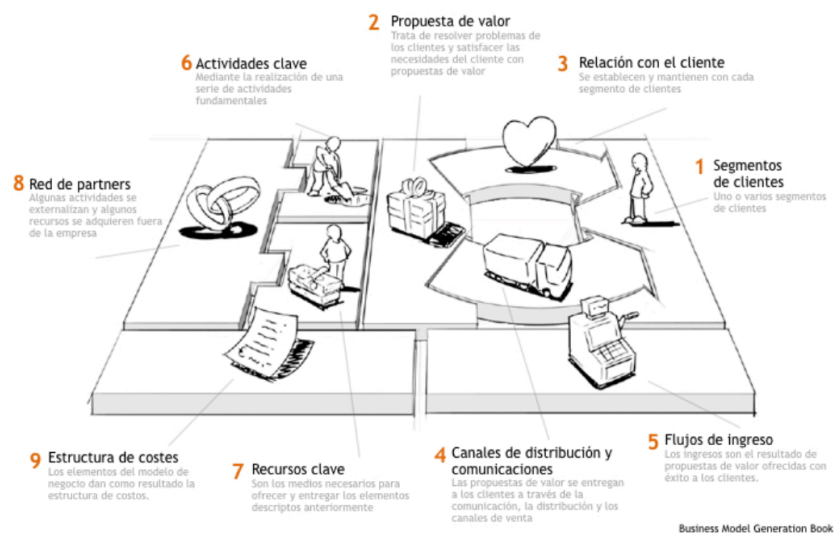 2 Propuesta de valor
Trata de resolver problemas de
los clientes y satisfacer las
necesidades del cliente con
propuestas de valor
6 Actividades clave
Mediante la realización de una
serie de actividades
fundamentales
3 Relación con el cliente
Se establecen y mantienen con cada
segmento de clientes
1 Segmentos
de clientes
Uno o varios segmentos
de clientes
8 Red de partners
Algunas actividades se
externalizan y algunos
recursos se adquieren fuera
de la empresa
9 Estructura de costes
Los elementos del modelo de
negocio dan como resultado la
estructura de costos.
7 Recursos clave
Son los medios necesarios para
ofrecer y entregar los elementos
descriptos anteriormente
4 Canales de distribución y
comunicaciones
Las propuestas de valor se entregan
a los clientes a través de la
comunicación, la distribución y los
canales de venta
5 Flujos de ingreso
Los ingresos son el resultado de
propuestas de valor ofrecidas con
éxito a los clientes.
Business Model Generation Book